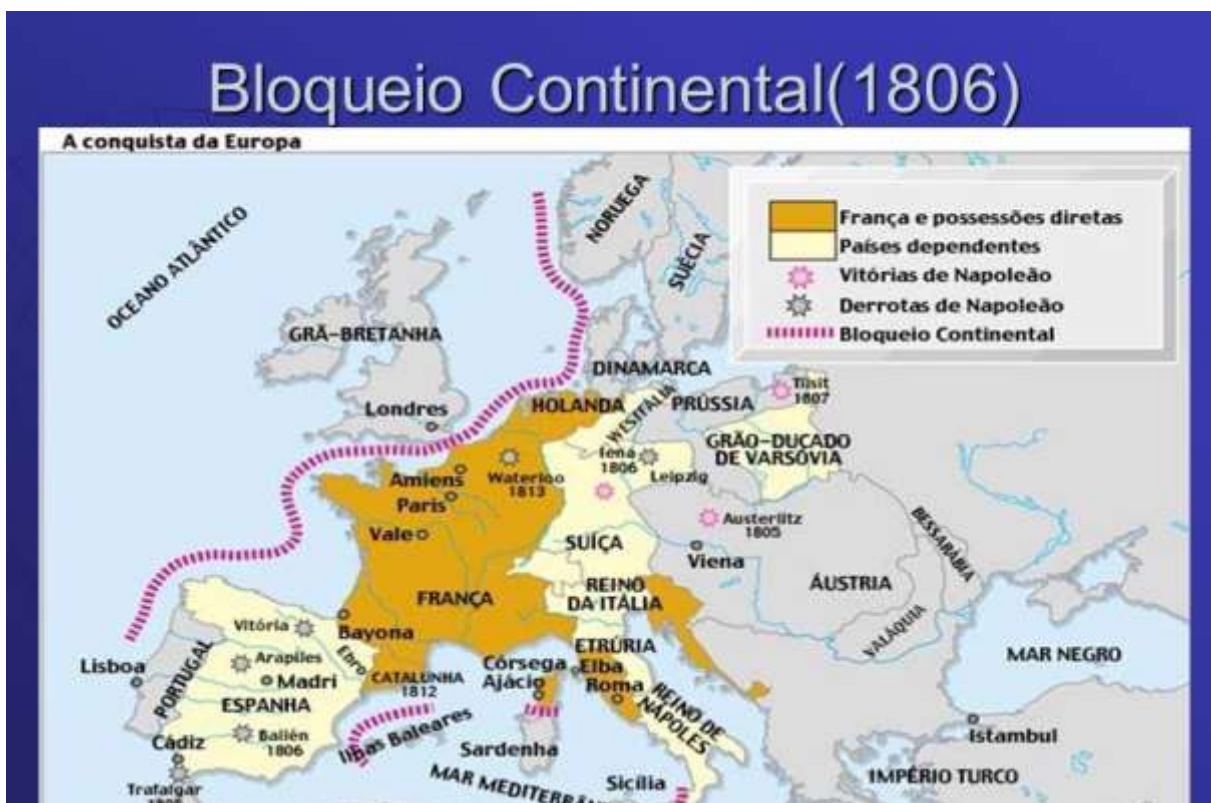 Bloqueio Continental(1806)
A conquista da Europa
França e possessões diretas
Países dependentes
Vitórias de Napoleão
Derrotas de Napoleão
Bloqueio Continental
OCEANO ATLÂNTICO
NORUEGA
SUÉCIA
GRÃ-BRETANHA
DINAMARCA
Londres
HOLANDA
WESTFÁLIA
PRÚSSIA
Tilsit
1807
GRÃO-DUCADO
DE VARSÓVIA
Iena
1806
Leipzig
Amiens
Waterloo
1813
Paris
Vale
Austerlitz
1805
Viena
SUÍÇA
ÁUSTRIA
BESSARÁBIA
REINO
DA ITÁLIA
FRANÇA
VALÁQUIA
Vitória
Bayona
ETRÚRIA
MAR NEGRO
Lisboa
PORTUGAL
Arapiles
Ebro
Madri
CATALUNHA
1812
Córsega
Ajácio
Elba
Roma
REINO DE
NÁPOLES
ESPANHA
Cádiz
Bailén
1806
Ilhas Baleares
Sardenha
Istambul
MAR MEDITERRÂN
Sicília
IMPÉRIO TURCO
Trafalgar